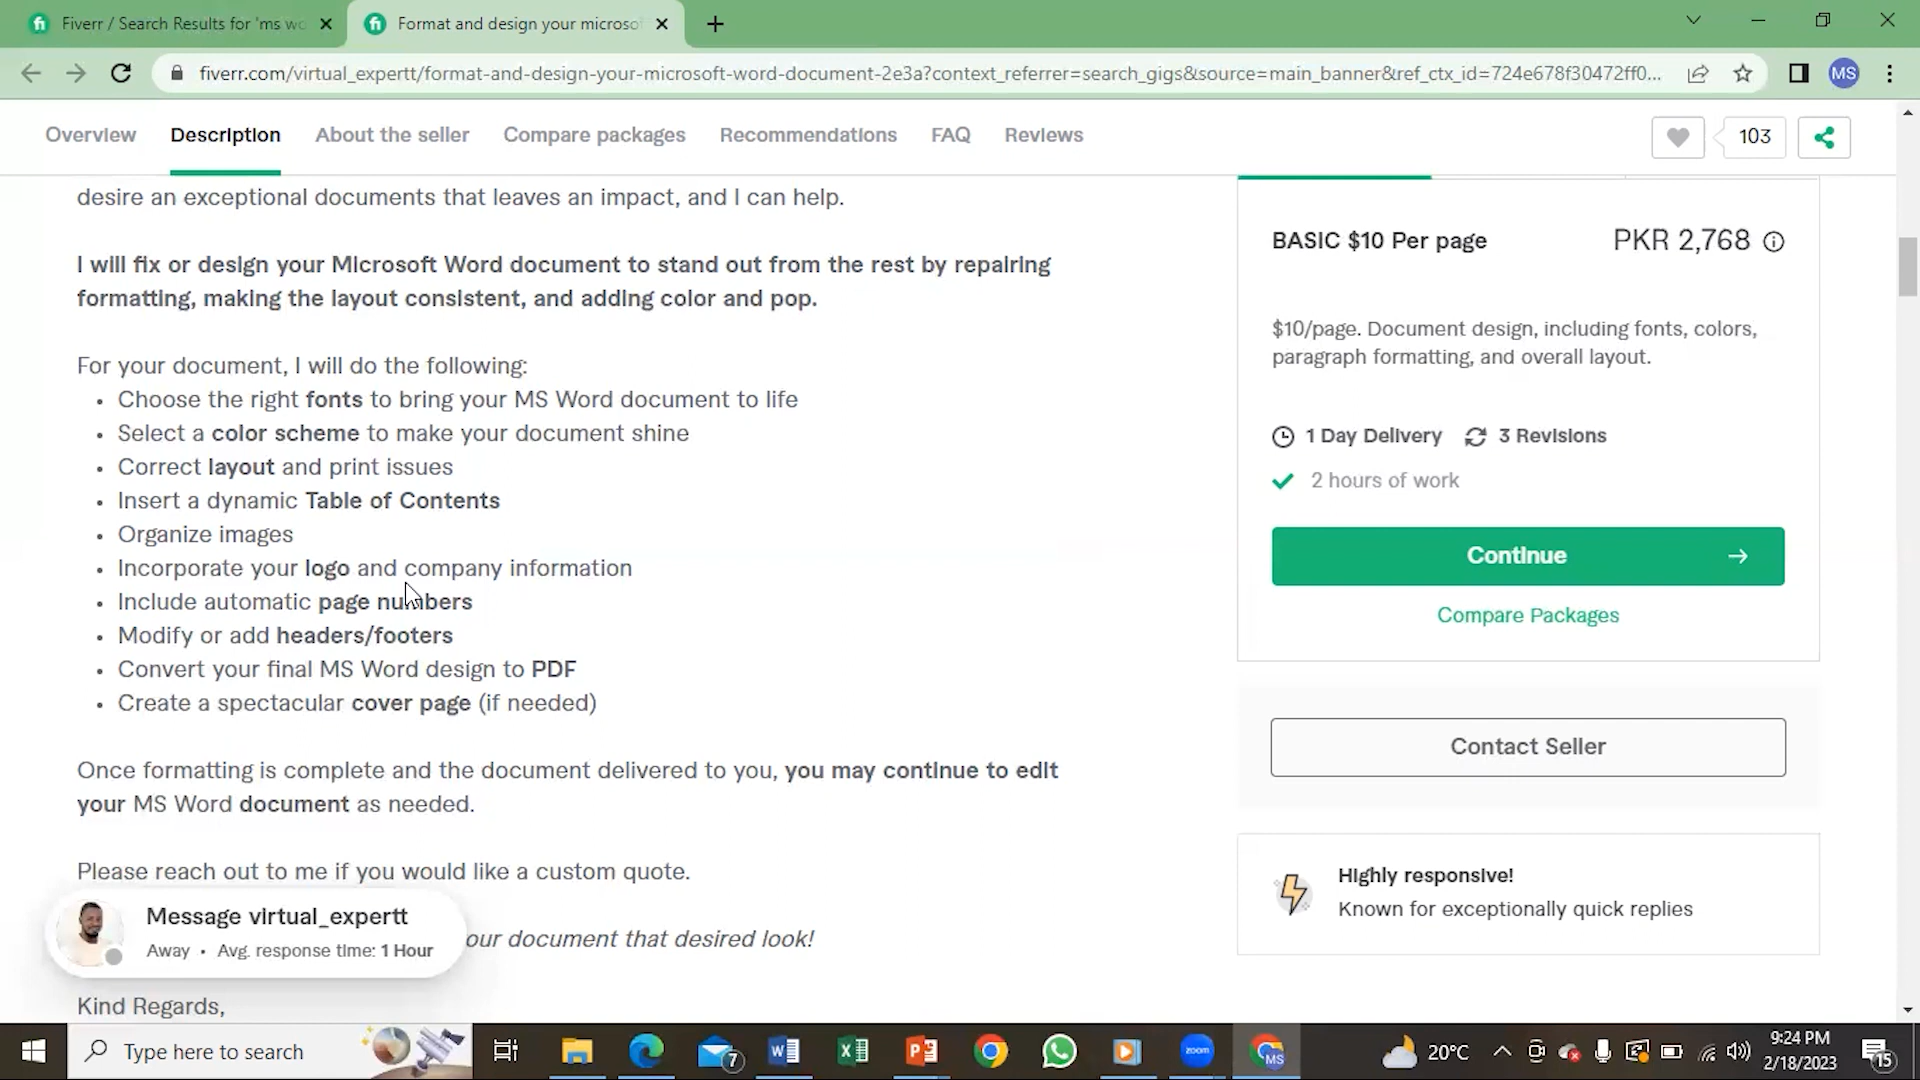 Fiverr / Search Results for 'ms wo
Format and design your microsof
fiverr.com/virtual_expertt/format-and-design-your-microsoft-word-document-2e3a?context_referrer=search_gigs&source=main_banner&ref_ctx_id=724e678f30472ff0...
MS
Overview
Description
About the seller
Compare packages
Recommendations
FAQ
Reviews
103
desire an exceptional documents that leaves an impact, and I can help.
I will fix or design your Microsoft Word document to stand out from the rest by repairing
formatting, making the layout consistent, and adding color and pop.
For your document, I will do the following:
• Choose the right fonts to bring your MS Word document to life
• Select a color scheme to make your document shine
• Correct layout and print issues
• Insert a dynamic Table of Contents
• Organize images
• Incorporate your logo and company information
• Include automatic page numbers
• Modify or add headers/footers
• Convert your final MS Word design to PDF
• Create a spectacular cover page (if needed)
Once formatting is complete and the document delivered to you, you may continue to edit
your MS Word document as needed.
Please reach out to me if you would like a custom quote.
our document that desired look!
Kind Regards,
Message virtual_expertt
Away • Avg. response time: 1 Hour
BASIC $10 Per page
PKR 2,768
$10/page. Document design, including fonts, colors,
paragraph formatting, and overall layout.
1 Day Delivery
3 Revisions
2 hours of work
Continue
Compare Packages
Contact Seller
Highly responsive!
Known for exceptionally quick replies
Type here to search
7
zoom
MS
20°C
9:24 PM
2/18/2023
15